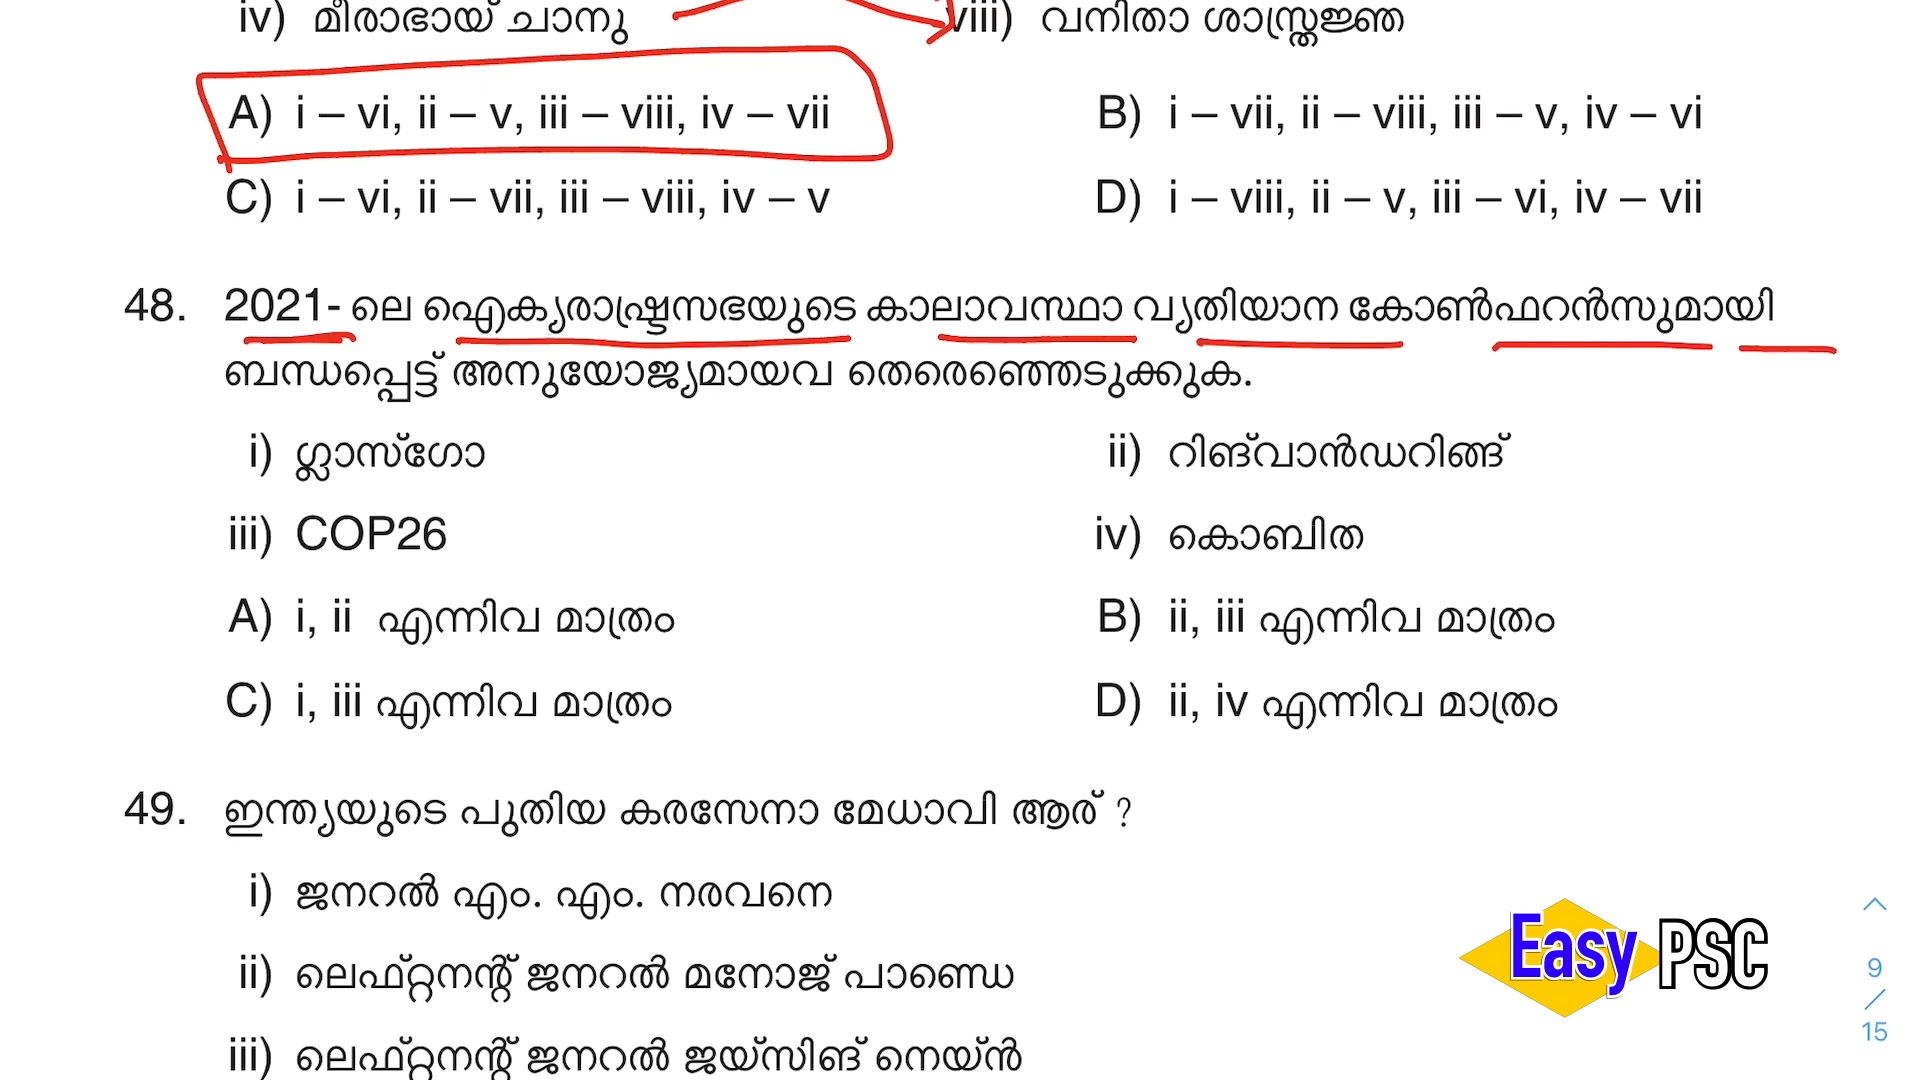 iv) മീരാഭായ് ചാനു viii) വനിതാ ശാസ്ത്രജ്ഞ
A) i – vi, ii – v, iii – viii, iv – vii B) i – vii, ii – viii, iii – v, iv – vi
C) i – vi, ii – vii, iii – viii, iv – v D) i – viii, ii – v, iii – vi, iv – vii
48. 2021- ലെ ഐക്യരാഷ്ട്രസഭയുടെ കാലാവസ്ഥാ വ്യതിയാന കോൺഫറൻസുമായി
ബന്ധപ്പെട്ട് അനുയോജ്യമായവ തെരെഞ്ഞെടുക്കുക.
i) ഗ്ലാസ്ഗോ ii) റിങ്‌വാൻഡറിങ്ങ്
iii) COP26 iv) കൊബിത
A) i, ii എന്നിവ മാത്രം B) ii, iii എന്നിവ മാത്രം
C) i, iii എന്നിവ മാത്രം D) ii, iv എന്നിവ മാത്രം
49. ഇന്ത്യയുടെ പുതിയ കരസേനാ മേധാവി ആര് ?
i) ജനറൽ എം. എം. നരവനെ
ii) ലെഫ്റ്റനന്റ് ജനറൽ മനോജ് പാണ്ഡെ
iii) ലെഫ്റ്റനന്റ് ജനറൽ ജയ്സിങ് നെയ്ൻ
Easy PSC
9
/
15